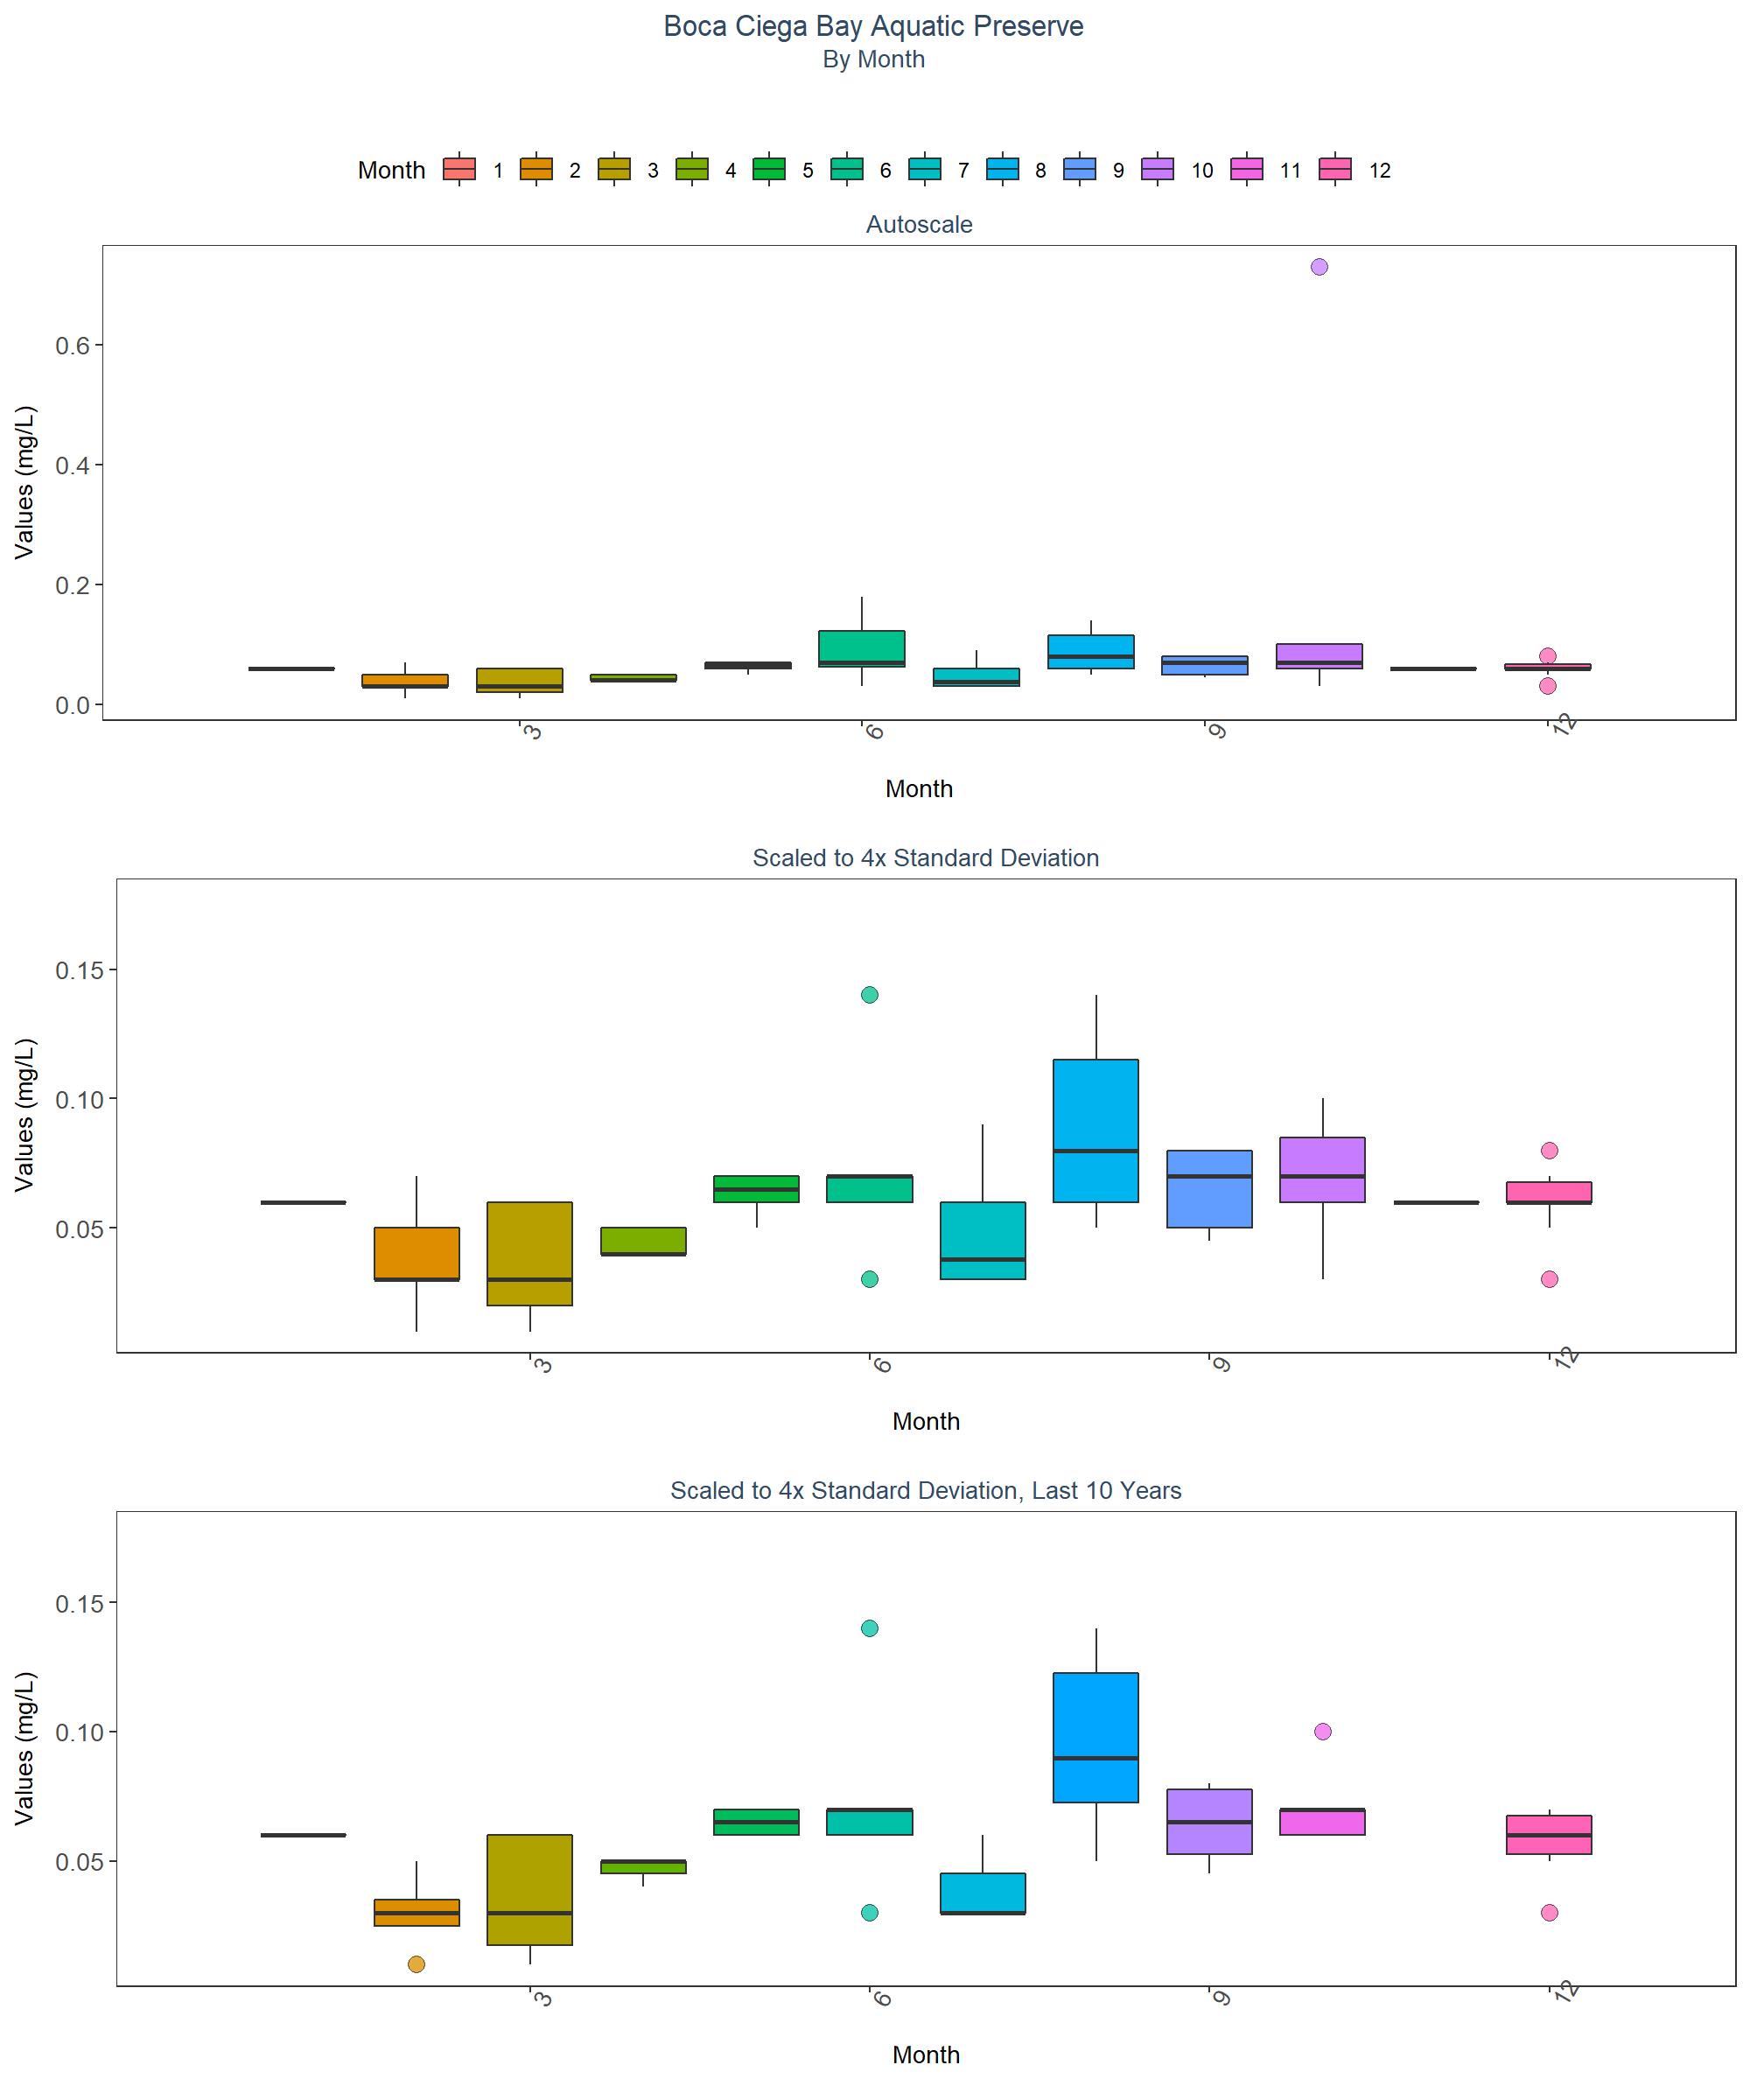 Boca Ciega Bay Aquatic Preserve
By Month
Month 1 2 3 4 5 6 7 8 9 10 11 12
Autoscale
Values (mg/L)
0.6
0.4
0.2
0.0
3 6 9 12
Month
Scaled to 4x Standard Deviation
Values (mg/L)
0.15
0.10
0.05
3 6 9 12
Month
Scaled to 4x Standard Deviation, Last 10 Years
Values (mg/L)
0.15
0.10
0.05
3 6 9 12
Month